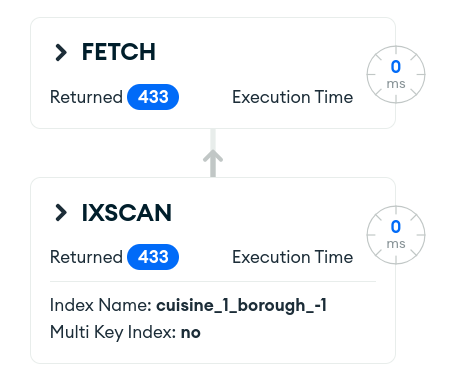 FETCH
Returned 433 Execution Time 0 ms
IXSCAN
Returned 433 Execution Time 0 ms
Index Name: cuisine_1_borough_-1
Multi Key Index: no